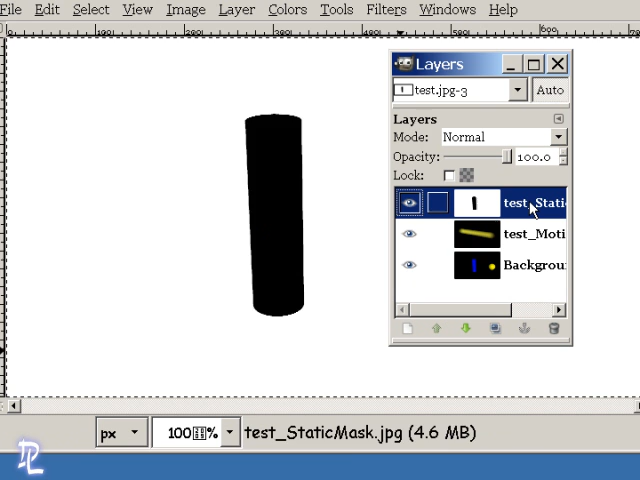 File Edit Select View Image Layer Colors Tools Filters Windows Help
Layers
test.jpg-3 Auto
Layers
Mode: Normal
Opacity: 100.0
Lock:
test_Stati
test_Moti
Backgrou
px 100% test_StaticMask.jpg (4.6 MB)
DL